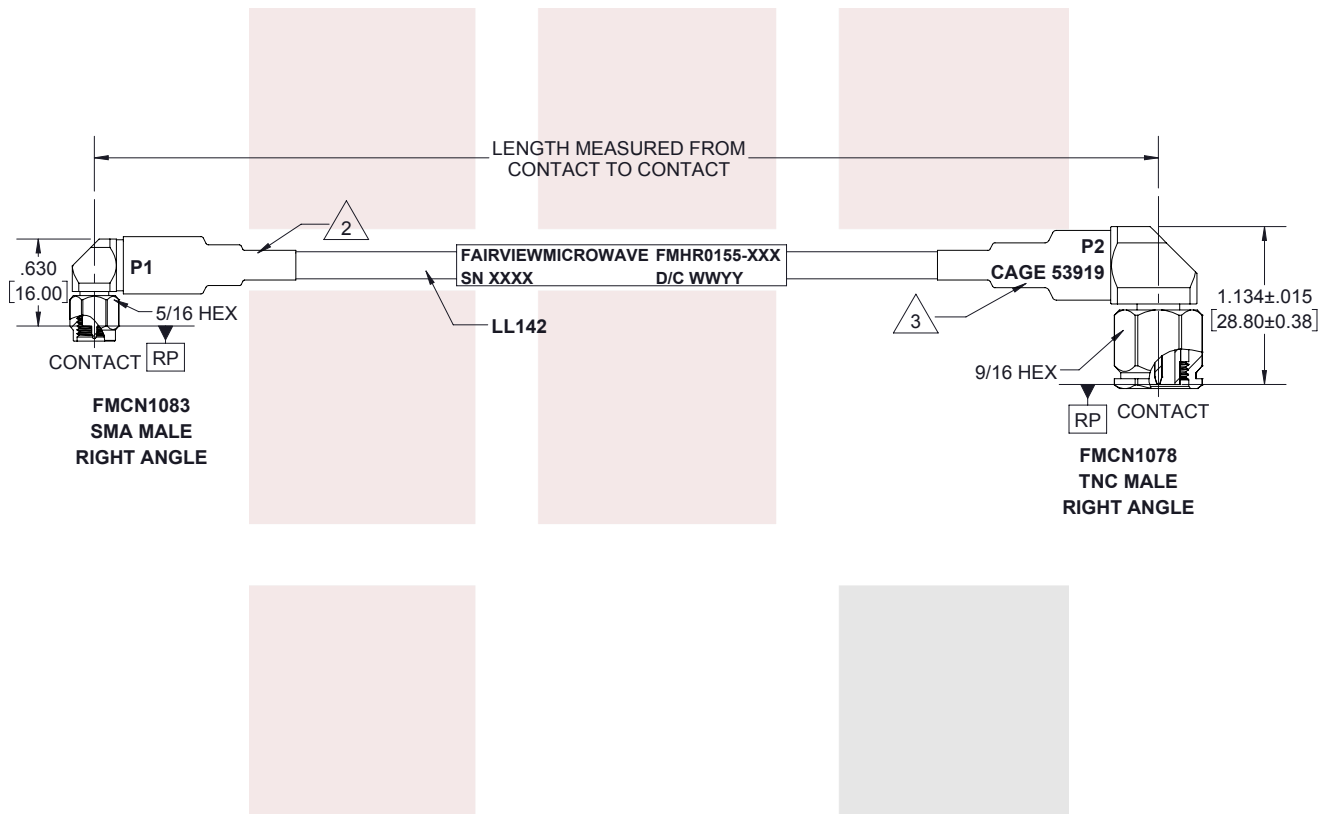 LENGTH MEASURED FROM
CONTACT TO CONTACT
2
P1
.630
[16.00]
5/16 HEX
CONTACT RP
FMCN1083
SMA MALE
RIGHT ANGLE
FAIRVIEWMICROWAVE FMHR0155-XXX
SN XXXX D/C WWYY
LL142
P2
CAGE 53919
3
1.134±.015
[28.80±0.38]
9/16 HEX
RP CONTACT
FMCN1078
TNC MALE
RIGHT ANGLE